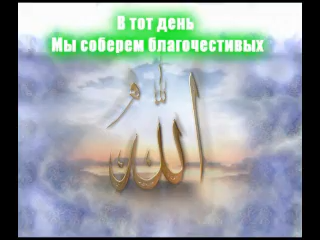 В тот день
Мы соберем благочестивых
الله